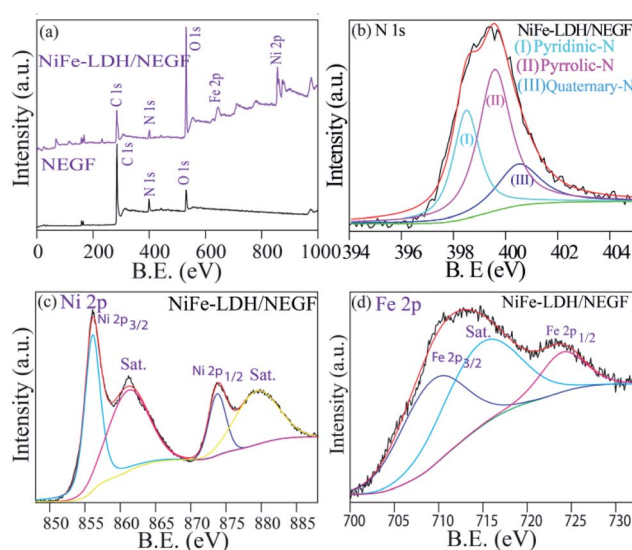 (a)
NiFe-LDH/NEGF
C 1s
N 1s
O 1s
Fe 2p
Ni 2p
NEGF
C 1s
N 1s
O 1s
Intensity (a.u.)
0 200 400 600 800 1000
B.E. (eV)
(b) N 1s NiFe-LDH/NEGF
(I)Pyridinic-N
(II)Pyrrolic-N
(III)Quaternary-N
(I)
(II)
(III)
Intensity (a.u.)
394 396 398 400 402 404
B. E (eV)
(c) Ni 2p NiFe-LDH/NEGF
Ni 2p3/2
Sat.
Ni 2p1/2
Sat.
Intensity (a.u.)
850 855 860 865 870 875 880 885
B.E. (eV)
(d) Fe 2p NiFe-LDH/NEGF
Fe 2p3/2
Sat.
Fe 2p1/2
Intensity (a.u.)
700 705 710 715 720 725 730
B.E. (eV)